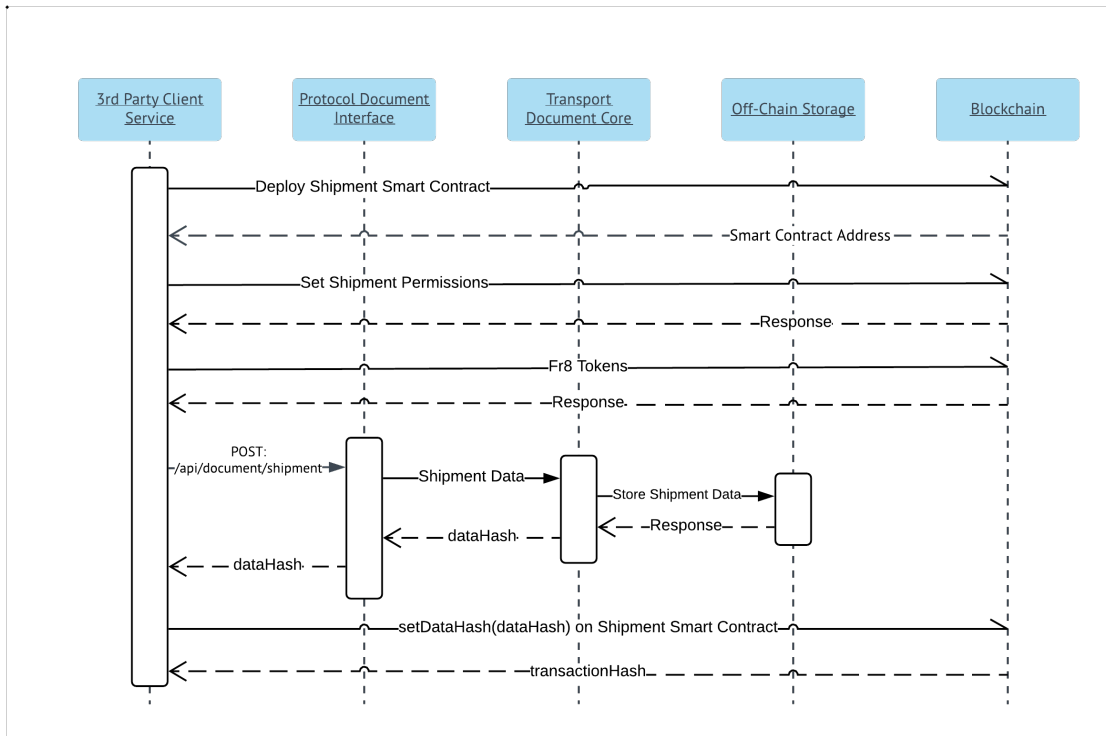 3rd Party Client
Service
Protocol Document
Interface
Transport
Document Core
Off-Chain Storage
Blockchain
Deploy Shipment Smart Contract
Smart Contract Address
Set Shipment Permissions
Response
Fr8 Tokens
Response
POST:
/api/document/shipment
Shipment Data
Store Shipment Data
Response
dataHash
dataHash
setDataHash(dataHash) on Shipment Smart Contract
transactionHash